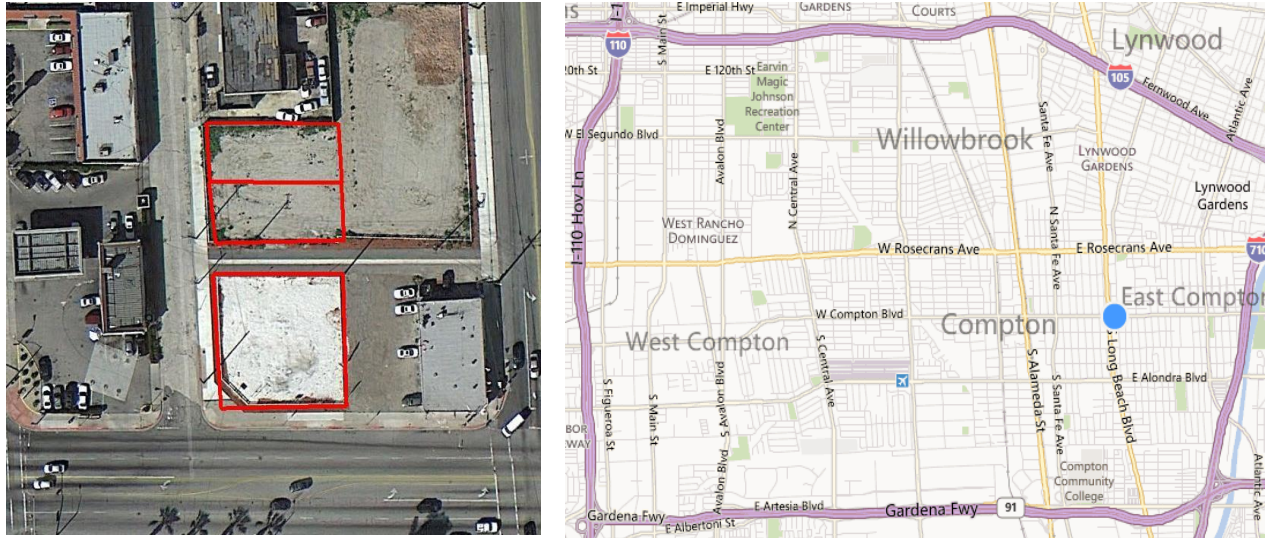 E Imperial Hwy
GARDENS
COURTS
Lynwood
S Main St
110
E 120th St
Earvin
Magic
Johnson
Recreation
Center
105
Fernwood Ave
Atlantic Ave
W El Segundo Blvd
Avalon Blvd
Willowbrook
Santa Fe Ave
LYNWOOD
GARDENS
Lynwood
Gardens
I-110 Hov Ln
N Central Ave
WEST RANCHO
DOMINGUEZ
N Santa Fe Ave
W Rosecrans Ave
E Rosecrans Ave
710
East Compton
W Compton Blvd
Compton
West Compton
S Central Ave
S Long Beach Blvd
S Alameda St
E Alondra Blvd
S Figueroa St
S Main St
S Avalon Blvd
S Santa Fe Ave
Avalon Blvd
Compton
Community
College
Atlantic Ave
E Artesia Blvd
Gardena Fwy
Gardena Fwy
91
E Albertoni St